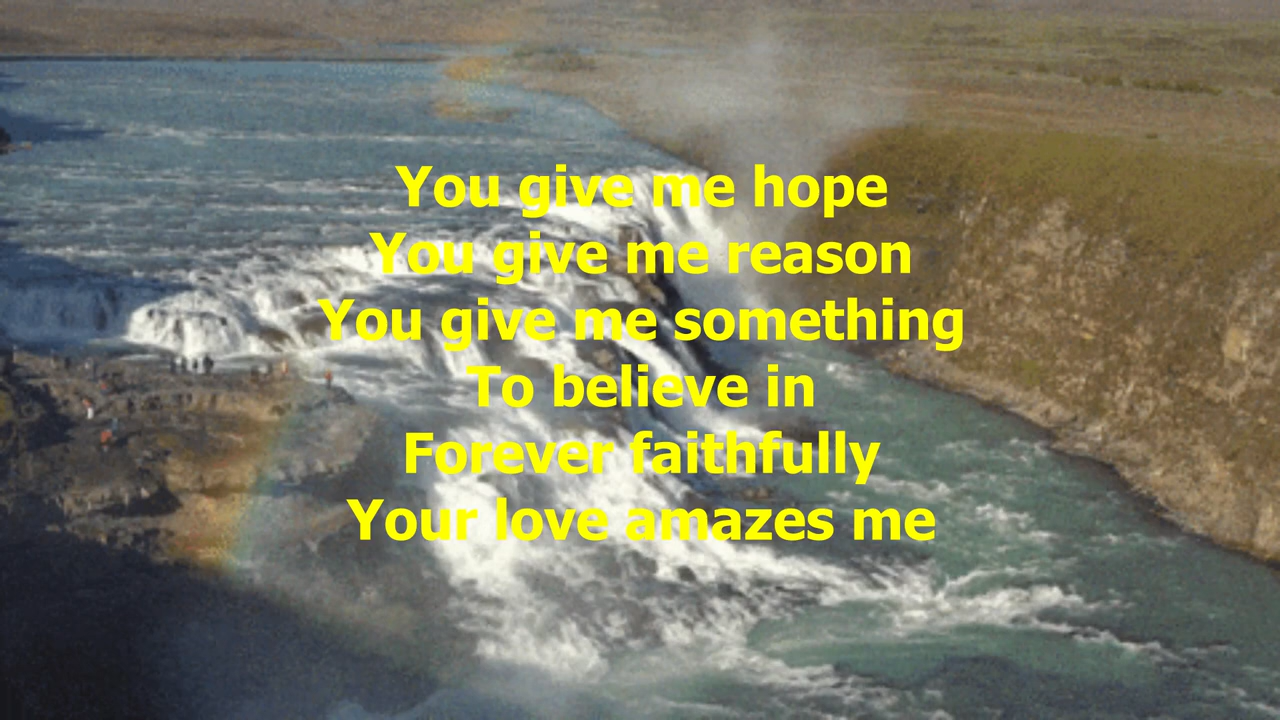 You give me hope
You give me reason
You give me something
To believe in
Forever faithfully
Your love amazes me